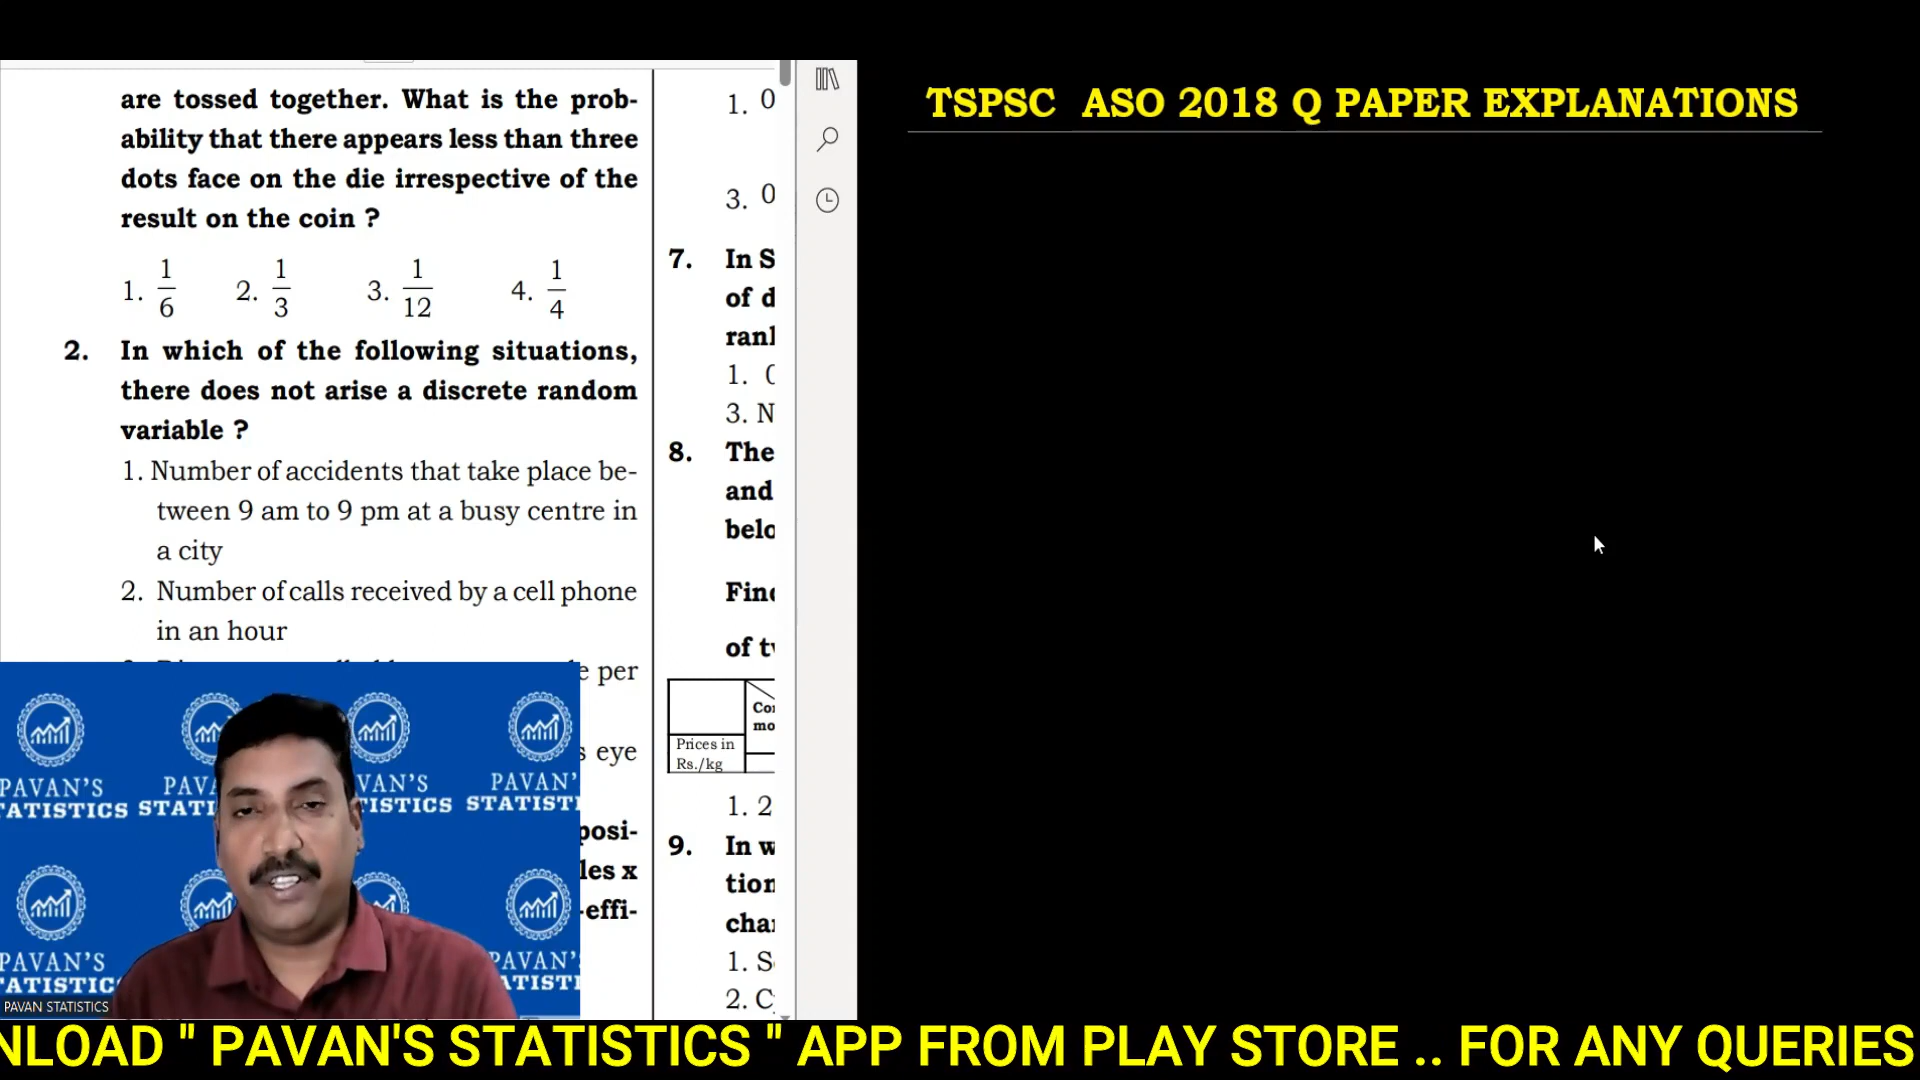 TSPSC ASO 2018 Q PAPER EXPLANATIONS
are tossed together. What is the prob-
ability that there appears less than three
dots face on the die irrespective of the
result on the coin ?
1. 1/6 2. 1/3 3. 1/12 4. 1/4
2. In which of the following situations,
there does not arise a discrete random
variable ?
1. Number of accidents that take place be-
tween 9 am to 9 pm at a busy centre in
a city
2. Number of calls received by a cell phone
in an hour
per
eye
posi-
les x
-effi-
1. 0
3. 0
7. In S
of d
3. N
8. The
and
belo
of
Prices in
Rs./kg
1. 2
9. In w
tion
1. S
2. C
PAVAN'S
STATISTICS
PAVAN'S
STATISTICS
PAVAN STATISTICS
NLOAD " PAVAN'S STATISTICS " APP FROM PLAY STORE .. FOR ANY QUERIES